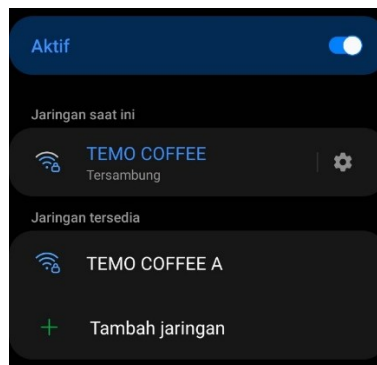 Aktif
Jaringan saat ini
TEMO COFFEE
Tersambung
Jaringan tersedia
TEMO COFFEE A
Tambah jaringan